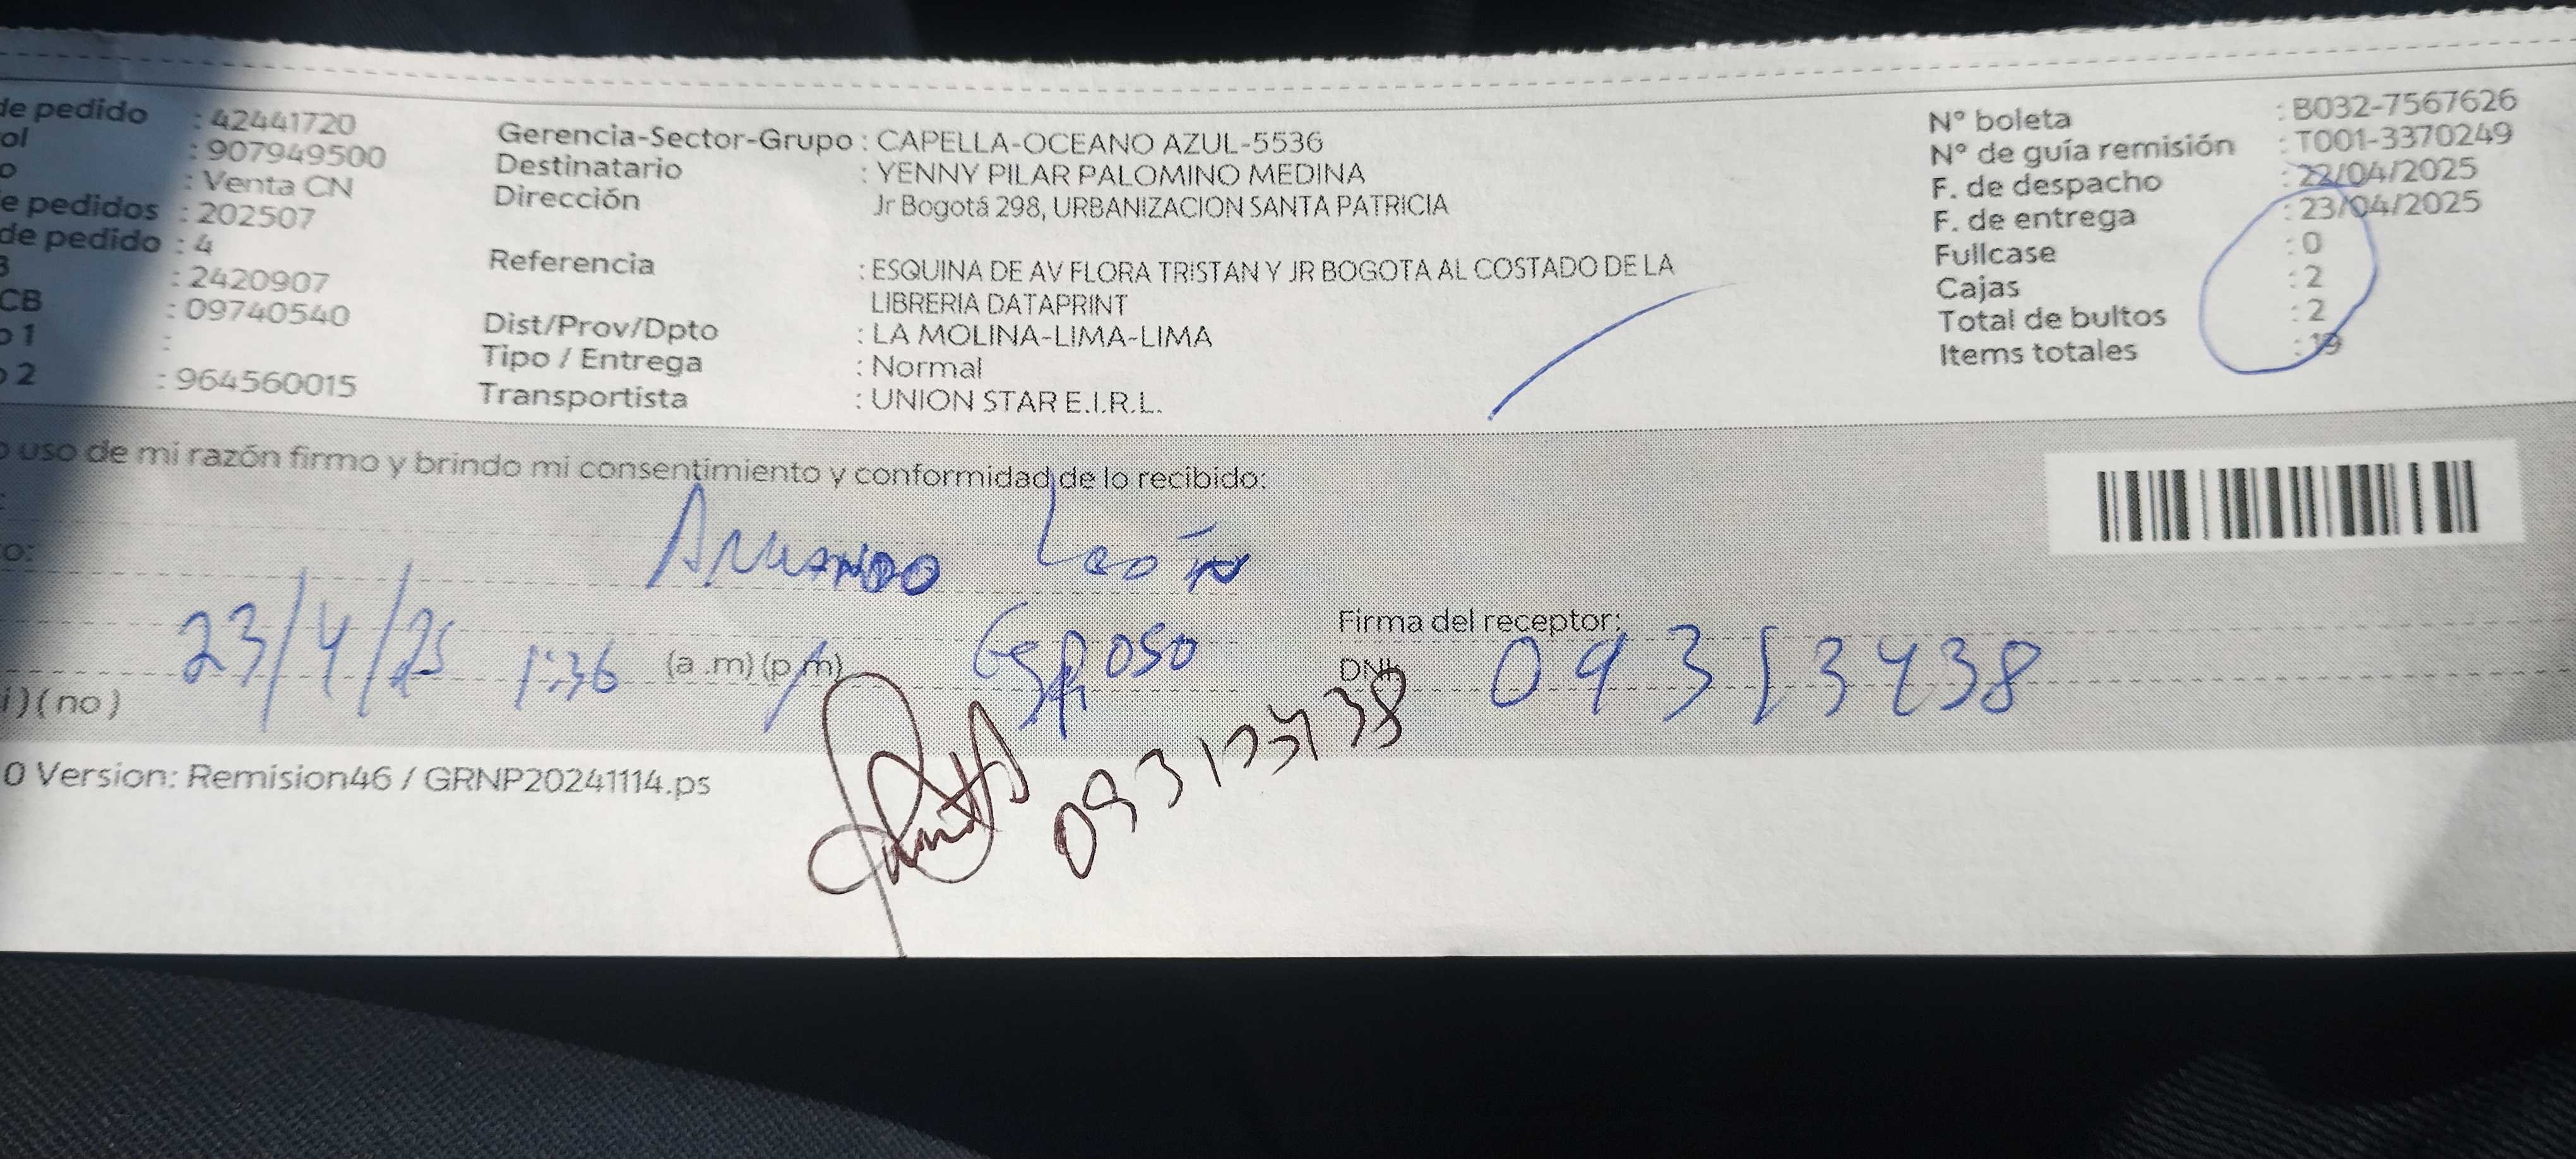 de pedido : 42441720
ol : 907949500
o : Venta CN
e pedidos : 202507
de pedido : 4
B : 2420907
CB : 09740540
o 1 :
o 2 : 964560015
Gerencia-Sector-Grupo : CAPELLA-OCEANO AZUL-5536
Destinatario : YENNY PILAR PALOMINO MEDINA
Dirección Jr Bogotá 298, URBANIZACION SANTA PATRICIA
Referencia : ESQUINA DE AV FLORA TRISTAN Y JR BOGOTA AL COSTADO DE LA
LIBRERIA DATAPRINT
Dist/Prov/Dpto : LA MOLINA-LIMA-LIMA
Tipo / Entrega : Normal
Transportista : UNION STAR E.I.R.L.
N° boleta : B032-7567626
N° de guía remisión : T001-3370249
F. de despacho : 22/04/2025
F. de entrega : 23/04/2025
Fullcase : 0
Cajas : 2
Total de bultos : 2
Items totales : 19
o uso de mi razón firmo y brindo mi consentimiento y conformidad de lo recibido:
o: Armando León
23/4/25 1:36 (a .m) (p.m) Esposo
Firma del receptor:
DNI: 09313438
i ) ( no )
0 Version: Remision46 / GRNP20241114.ps